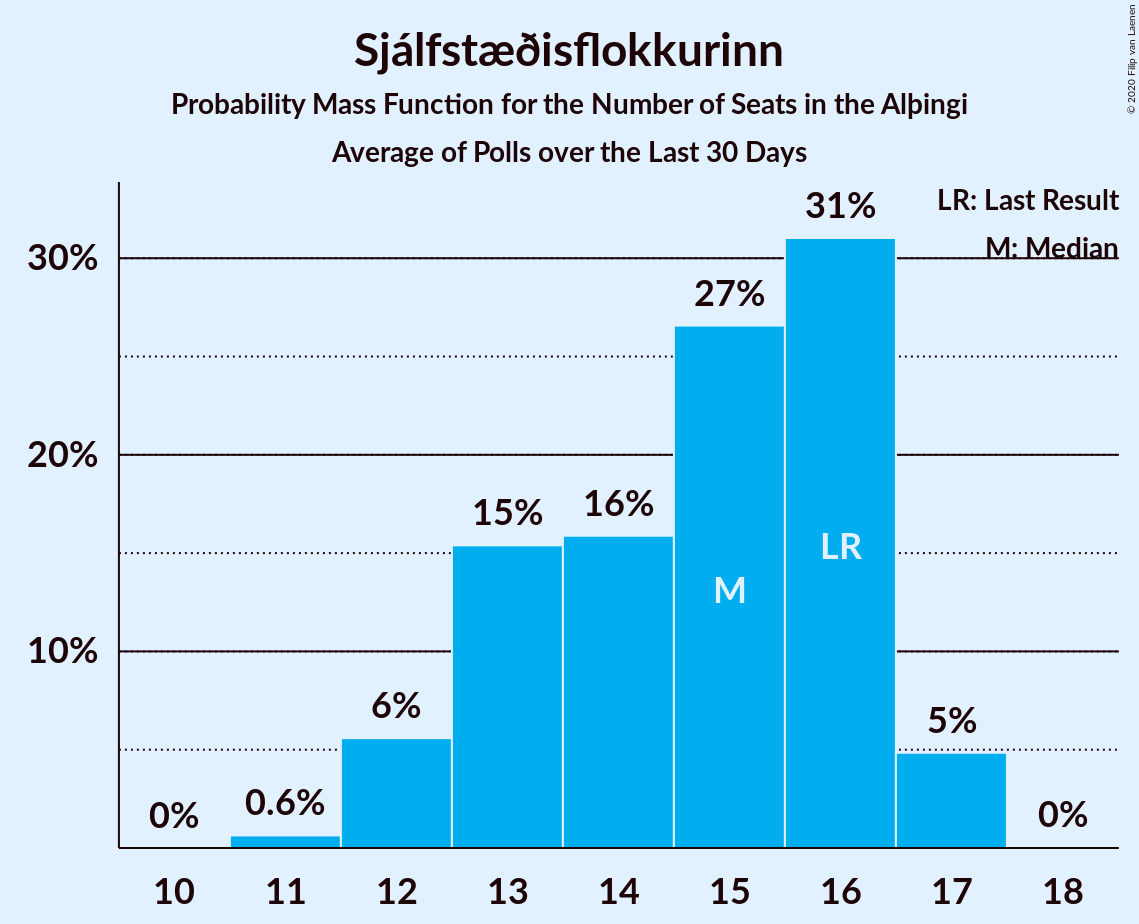 Sjálfstæðisflokkurinn
Probability Mass Function for the Number of Seats in the Alþingi
Average of Polls over the Last 30 Days
© 2020 Filip van Laenen
LR: Last Result
M: Median
30%
20%
10%
0%
0.6%
6%
15%
16%
27%
31%
5%
0%
M
LR
10 11 12 13 14 15 16 17 18